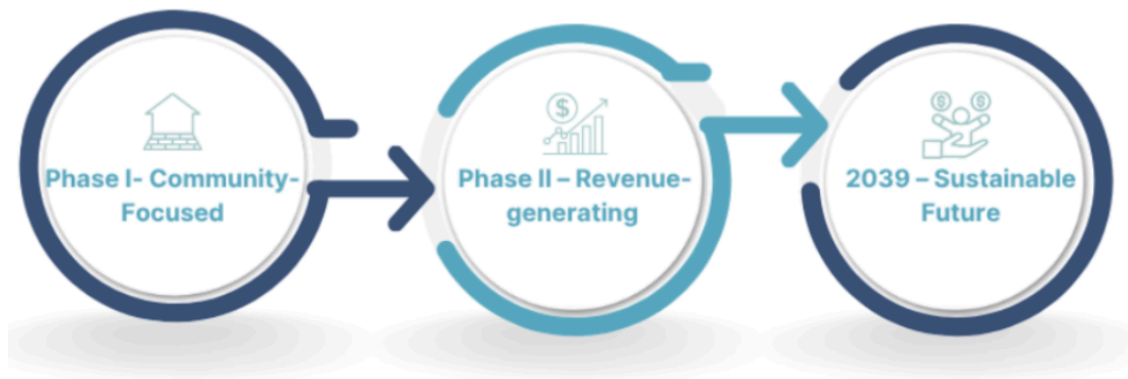 $
Phase I- Community-
Focused
Phase II – Revenue-
generating
$ $
2039 – Sustainable
Future